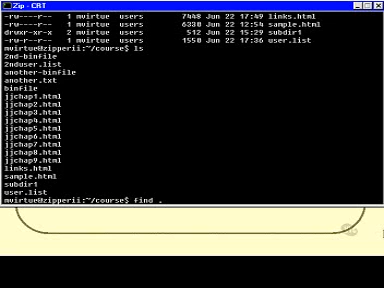 Zip - CRT
-rw-r--r-- 1 mvirtue users 7448 Jun 22 17:49 links.html
-rw-r--r-- 1 mvirtue users 6330 Jun 22 12:54 sample.html
drwxr-xr-x 2 mvirtue users 512 Jun 22 15:29 subdir1
-rw-r--r-- 1 mvirtue users 1550 Jun 22 17:36 user.list
mvirtue@zipperii:~/course$ ls
2nd-binfile
2nduser.list
another-binfile
another.txt
binfile
jjchap1.html
jjchap2.html
jjchap3.html
jjchap4.html
jjchap5.html
jjchap6.html
jjchap7.html
jjchap8.html
jjchap9.html
links.html
sample.html
subdir1
user.list
mvirtue@zipperii:~/course$ find .